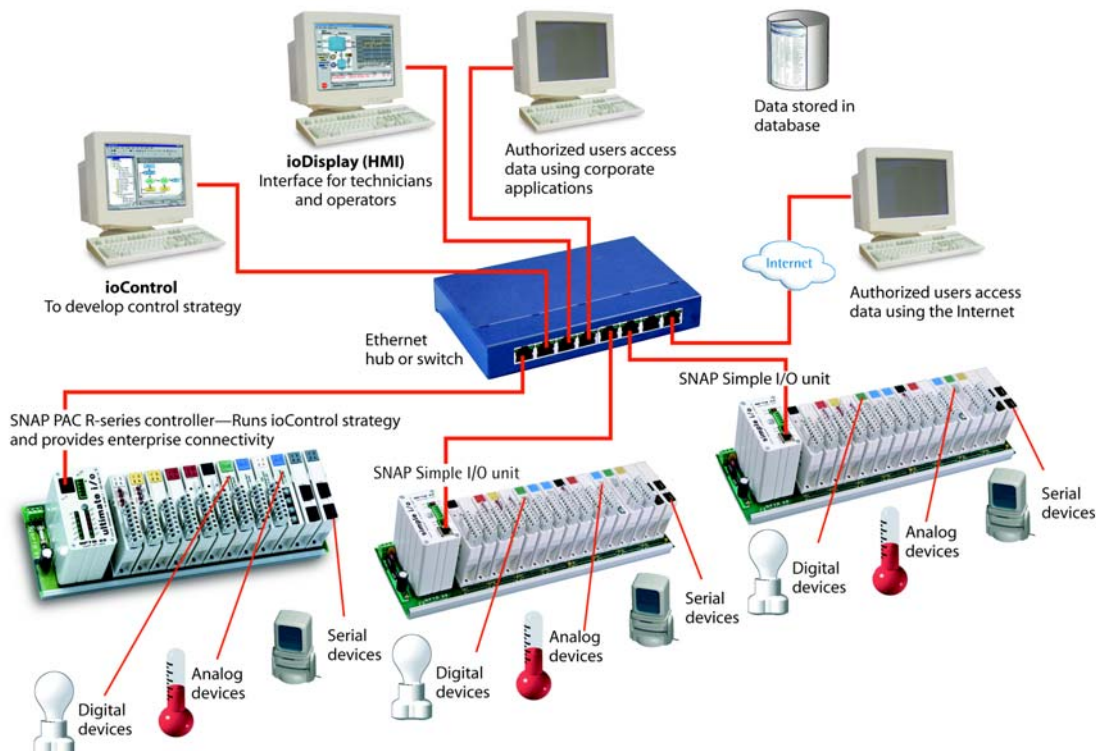 Data stored in
database
ioDisplay (HMI)
Interface for technicians
and operators
Authorized users access
data using corporate
applications
ioControl
To develop control strategy
Internet
Authorized users access
data using the Internet
Ethernet
hub or switch
SNAP PAC R-series controller—Runs ioControl strategy
and provides enterprise connectivity
SNAP Simple I/O unit
SNAP Simple I/O unit
ultimate I/O
Simple I/O
Simple I/O
Digital
devices
Analog
devices
Serial
devices
Digital
devices
Analog
devices
Serial
devices
Digital
devices
Analog
devices
Serial
devices